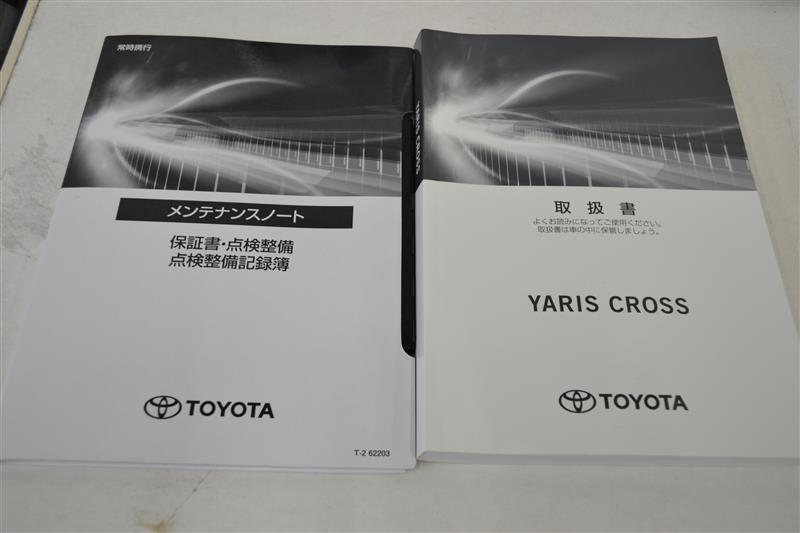 常時携行
メンテナンスノート
保証書・点検整備
点検整備記録簿
TOYOTA
T-2 62203
YARIS CROSS
取扱書
よくお読みになってご使用ください。
取扱書は車の中に保管しましょう。
YARIS CROSS
TOYOTA